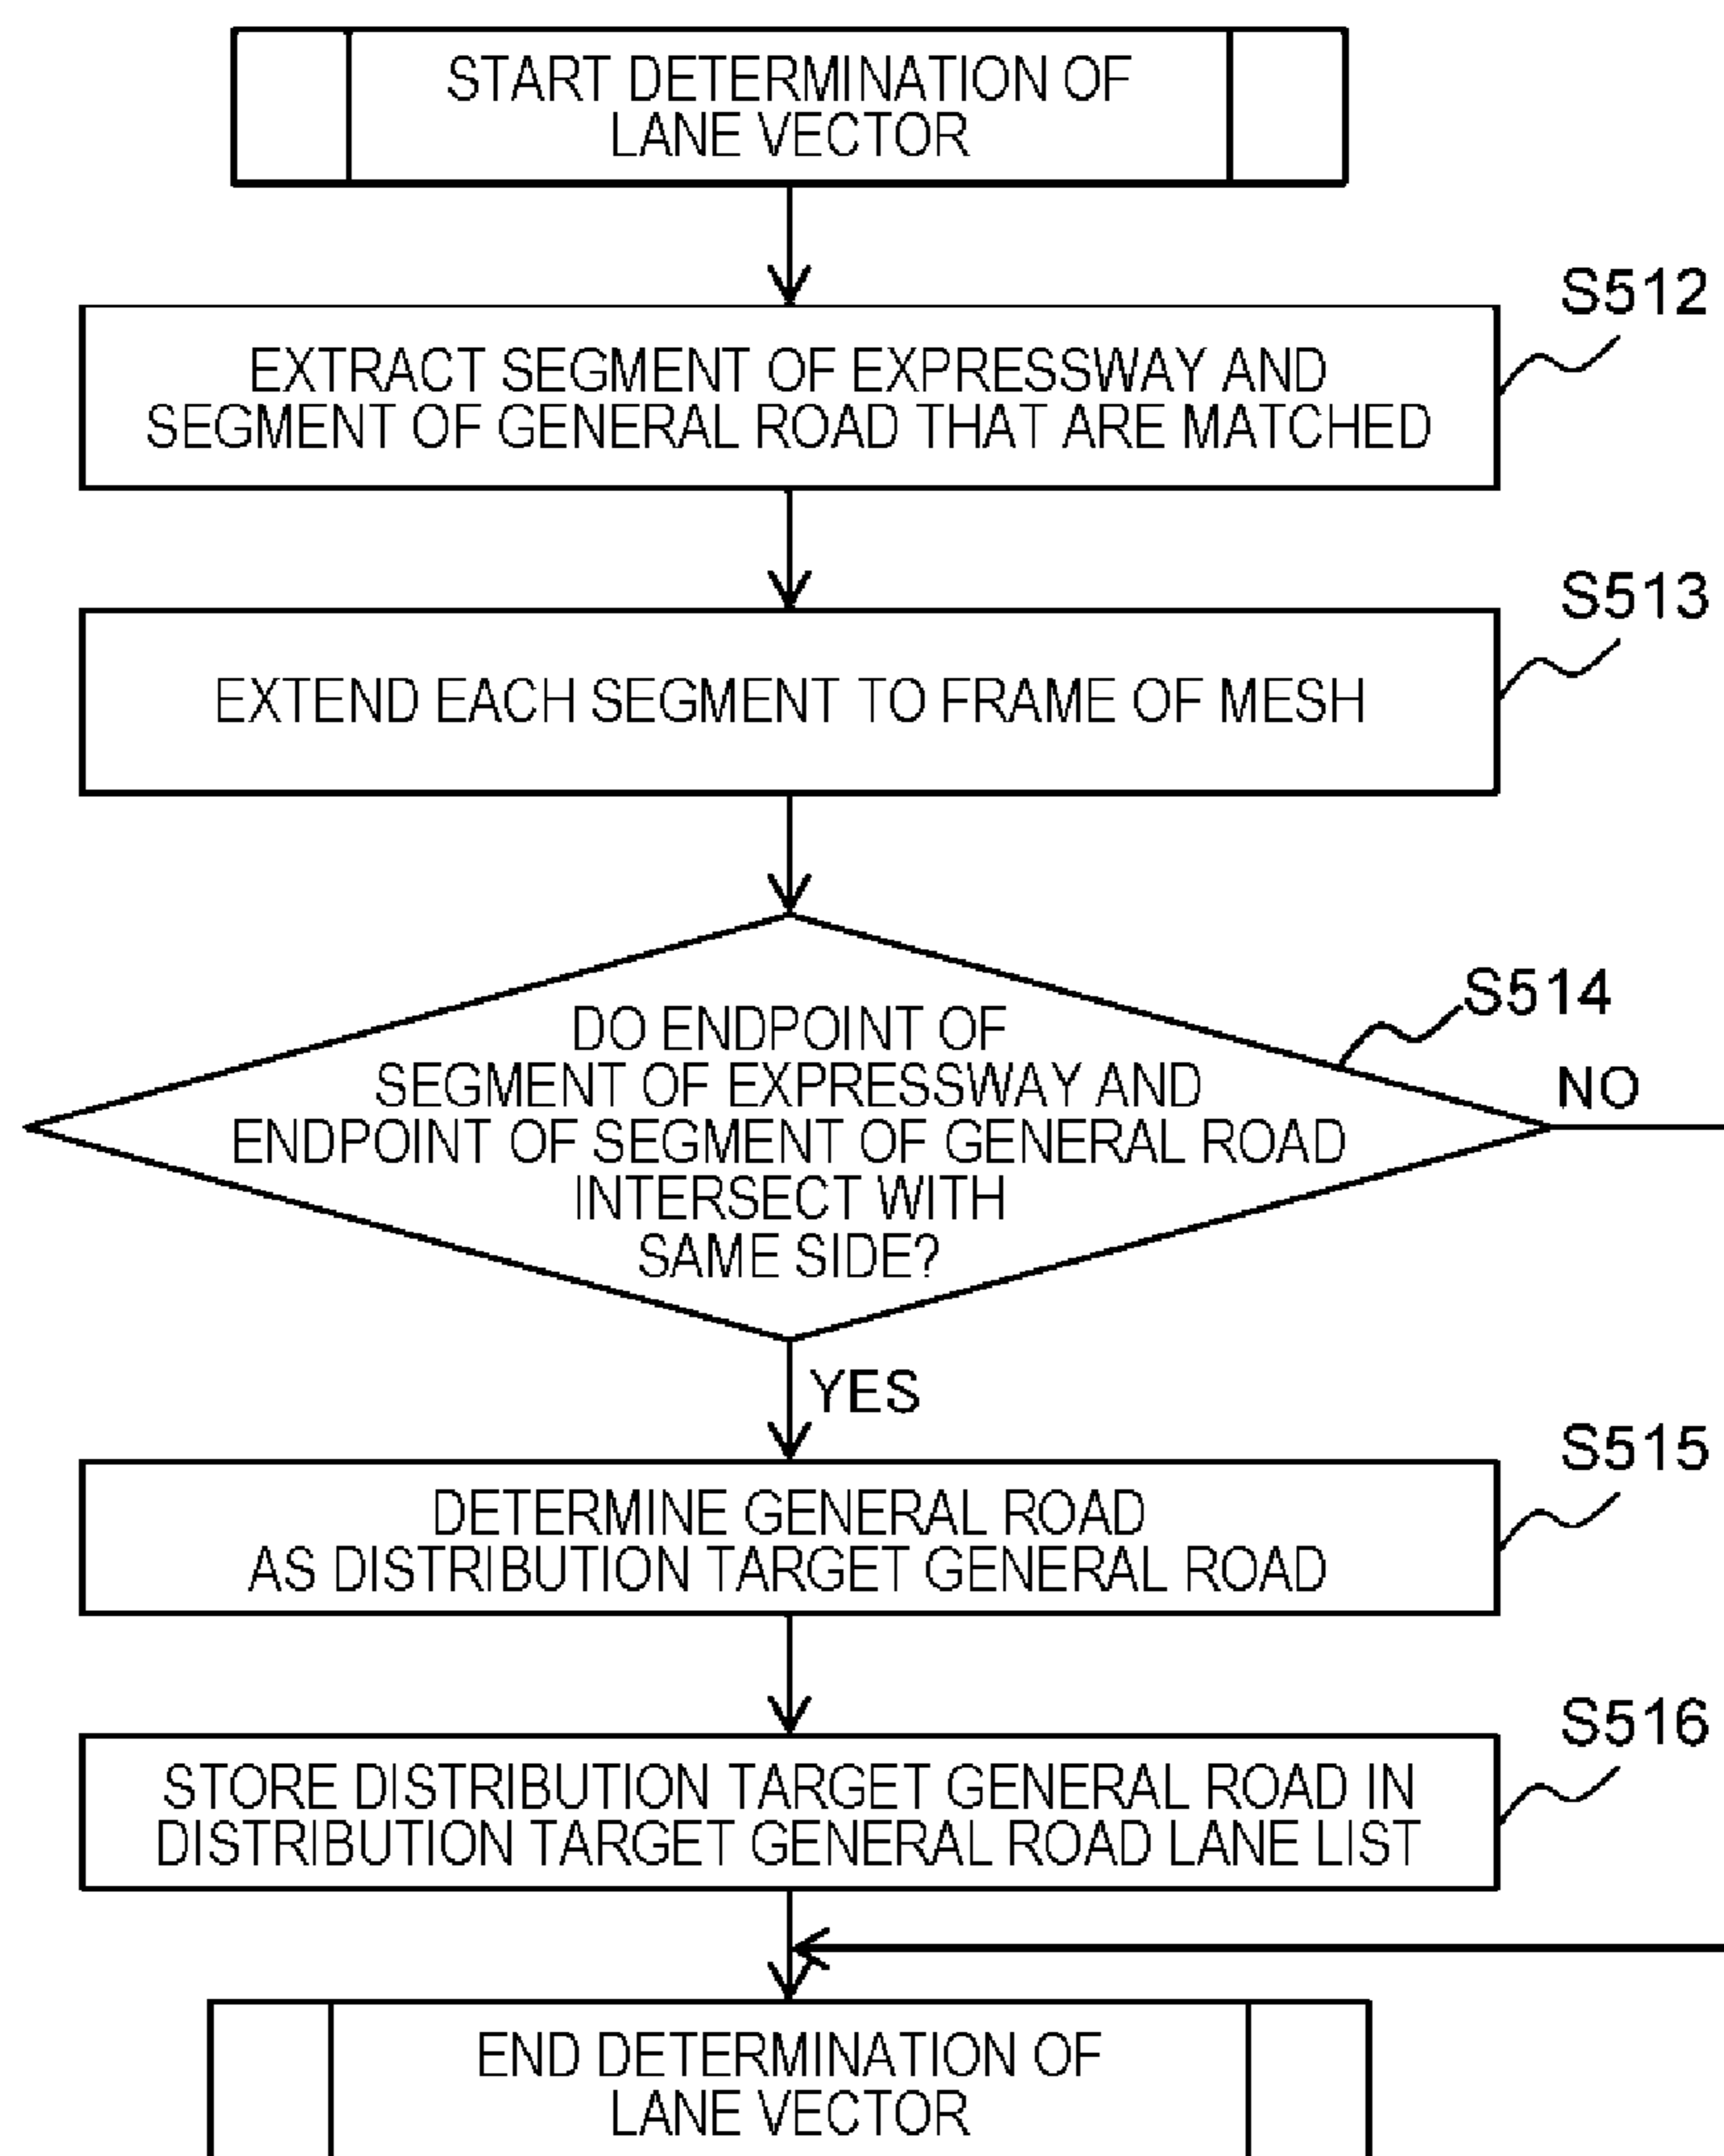 START DETERMINATION OF
LANE VECTOR
S512
EXTRACT SEGMENT OF EXPRESSWAY AND
SEGMENT OF GENERAL ROAD THAT ARE MATCHED
S513
EXTEND EACH SEGMENT TO FRAME OF MESH
S514
DO ENDPOINT OF
SEGMENT OF EXPRESSWAY AND
ENDPOINT OF SEGMENT OF GENERAL ROAD
INTERSECT WITH
SAME SIDE?
NO
YES
S515
DETERMINE GENERAL ROAD
AS DISTRIBUTION TARGET GENERAL ROAD
S516
STORE DISTRIBUTION TARGET GENERAL ROAD IN
DISTRIBUTION TARGET GENERAL ROAD LANE LIST
END DETERMINATION OF
LANE VECTOR